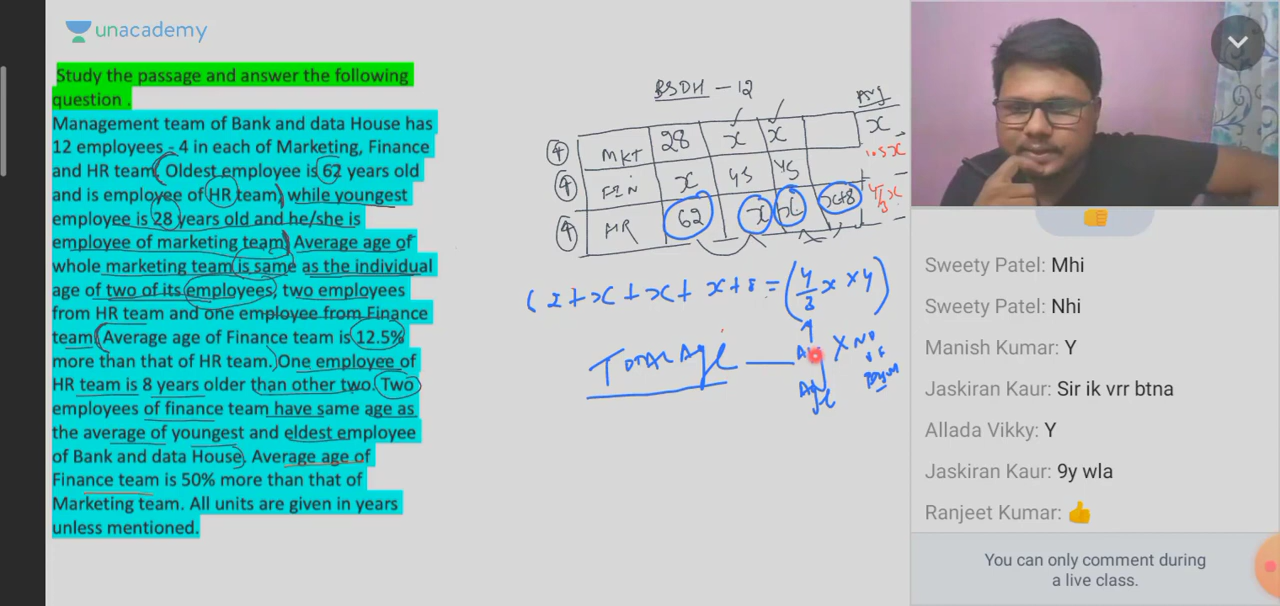 unacademy
Study the passage and answer the following
question .
Management team of Bank and data House has
12 employees - 4 in each of Marketing, Finance
and HR team. Oldest employee is 62 years old
and is employee of HR team, while youngest
employee is 28 years old and he/she is
employee of marketing team. Average age of
whole marketing team is same as the individual
age of two of its employees, two employees
from HR team and one employee from Finance
team. Average age of Finance team is 12.5%
more than that of HR team. One employee of
HR team is 8 years older than other two. Two
employees of finance team have same age as
the average of youngest and eldest employee
of Bank and data House. Average age of
Finance team is 50% more than that of
Marketing team. All units are given in years
unless mentioned.
BSDH - 12
Avg
4 MKT 28 x x x
4 FIN x 45 45 1.5x
4 HR 62 x x x+8 4/3x
62+x+x+x+8 = (4/3 x × 4)
TOTAL Age — × NO
OF
Age
Sweety Patel: Mhi
Sweety Patel: Nhi
Manish Kumar: Y
Jaskiran Kaur: Sir ik vrr btna
Allada Vikky: Y
Jaskiran Kaur: 9y wla
Ranjeet Kumar: 👍
You can only comment during
a live class.